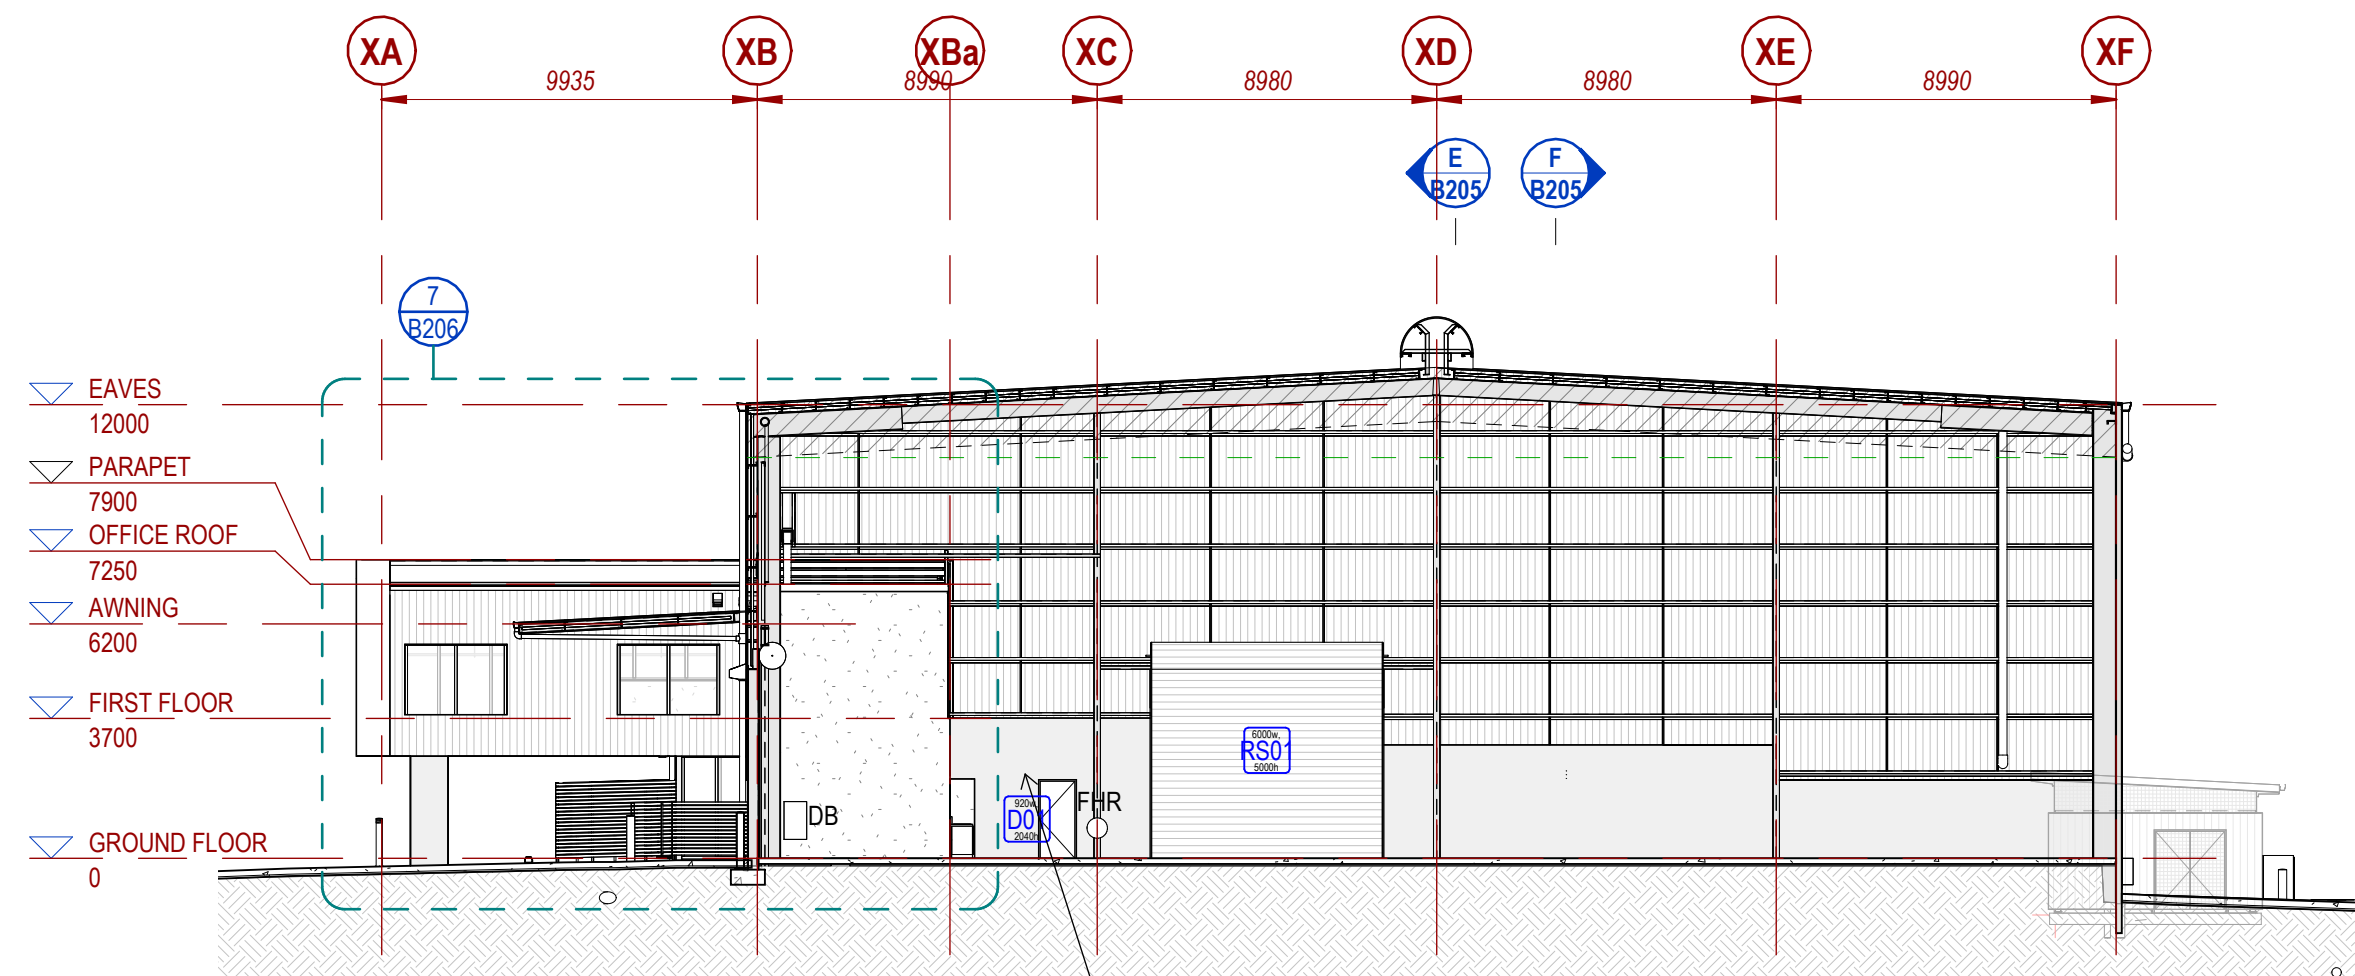 XA
XB
XBa
XC
XD
XE
XF
9935
8990
8980
8980
8990
E
B205
F
B205
7
B206
EAVES
12000
PARAPET
7900
OFFICE ROOF
7250
AWNING
6200
FIRST FLOOR
3700
GROUND FLOOR
0
6000w,
RS01
5000h
DB
920w,
D01
2040h
FHR